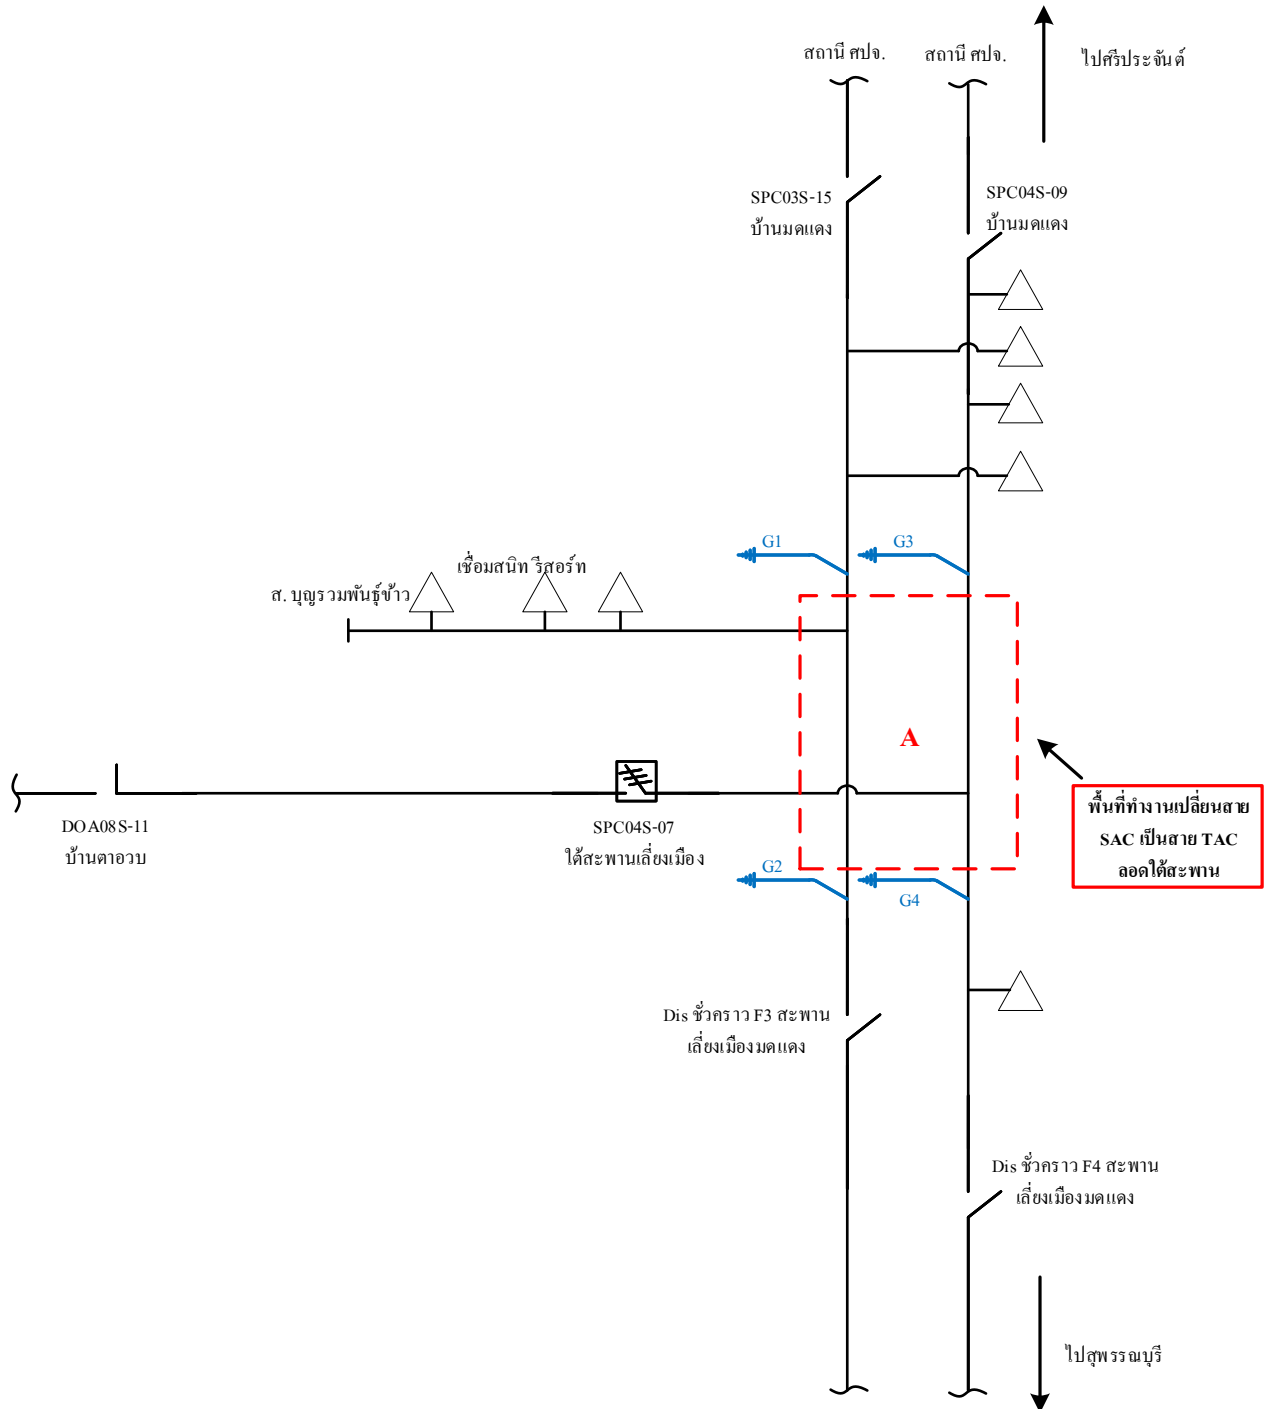 สถานี ศปจ.
สถานี ศปจ.
ไปศรีประจันต์
SPC03S-15
บ้านมดแดง
SPC04S-09
บ้านมดแดง
G1
G3
เชื่อมสนิท รีสอร์ท
ส. บุญรวมพันธุ์ข้าว
A
พื้นที่ทำงานเปลี่ยนสาย
SAC เป็นสาย TAC
ลอดใต้สะพาน
DOA08S-11
บ้านตาอวบ
SPC04S-07
ใต้สะพานเลี่ยงเมือง
G2
G4
Dis ชั่วคราว F3 สะพาน
เลี่ยงเมืองมดแดง
Dis ชั่วคราว F4 สะพาน
เลี่ยงเมืองมดแดง
ไปสุพรรณบุรี